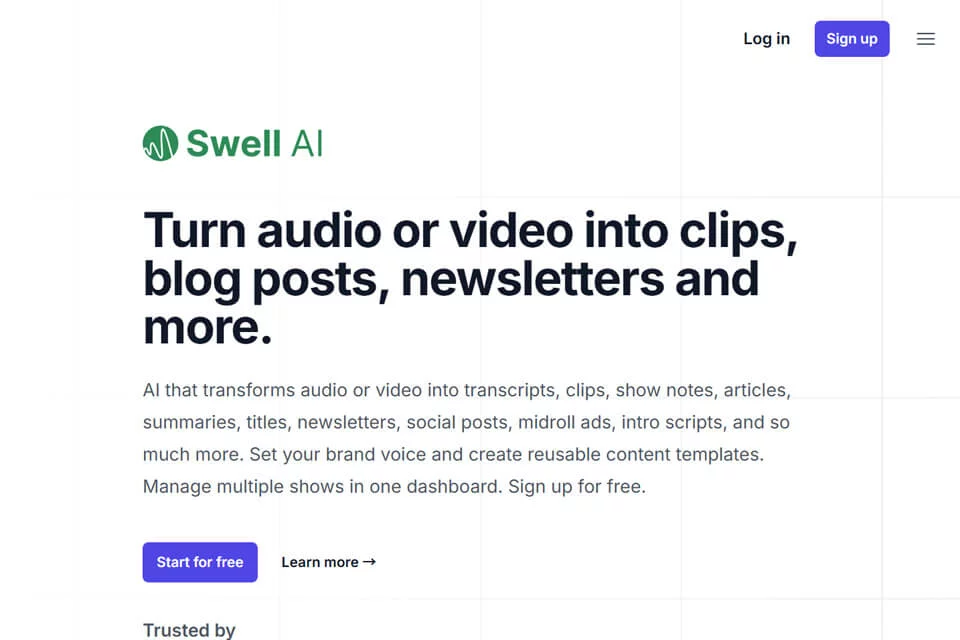 Log in
Sign up
Swell AI
Turn audio or video into clips,
blog posts, newsletters and
more.
AI that transforms audio or video into transcripts, clips, show notes, articles,
summaries, titles, newsletters, social posts, midroll ads, intro scripts, and so
much more. Set your brand voice and create reusable content templates.
Manage multiple shows in one dashboard. Sign up for free.
Start for free
Learn more →
Trusted by